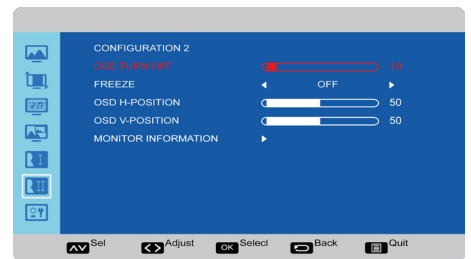 CONFIGURATION 2
OSD TURN OFF 10
FREEZE OFF
OSD H-POSITION 50
OSD V-POSITION 50
MONITOR INFORMATION
I
II
Sel Adjust OK Selecl Back Quit